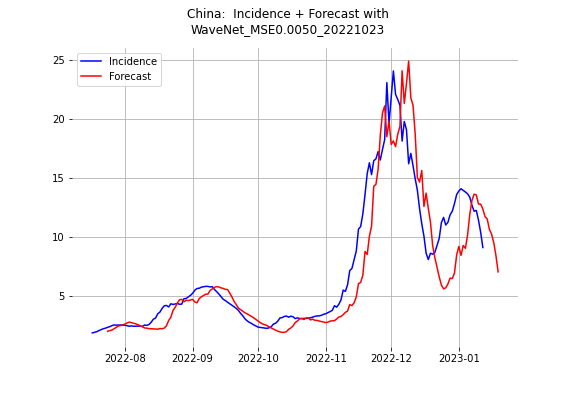 China:  Incidence + Forecast with
WaveNet_MSE0.0050_20221023
Incidence
Forecast
25
20
15
10
5
2022-08 2022-09 2022-10 2022-11 2022-12 2023-01